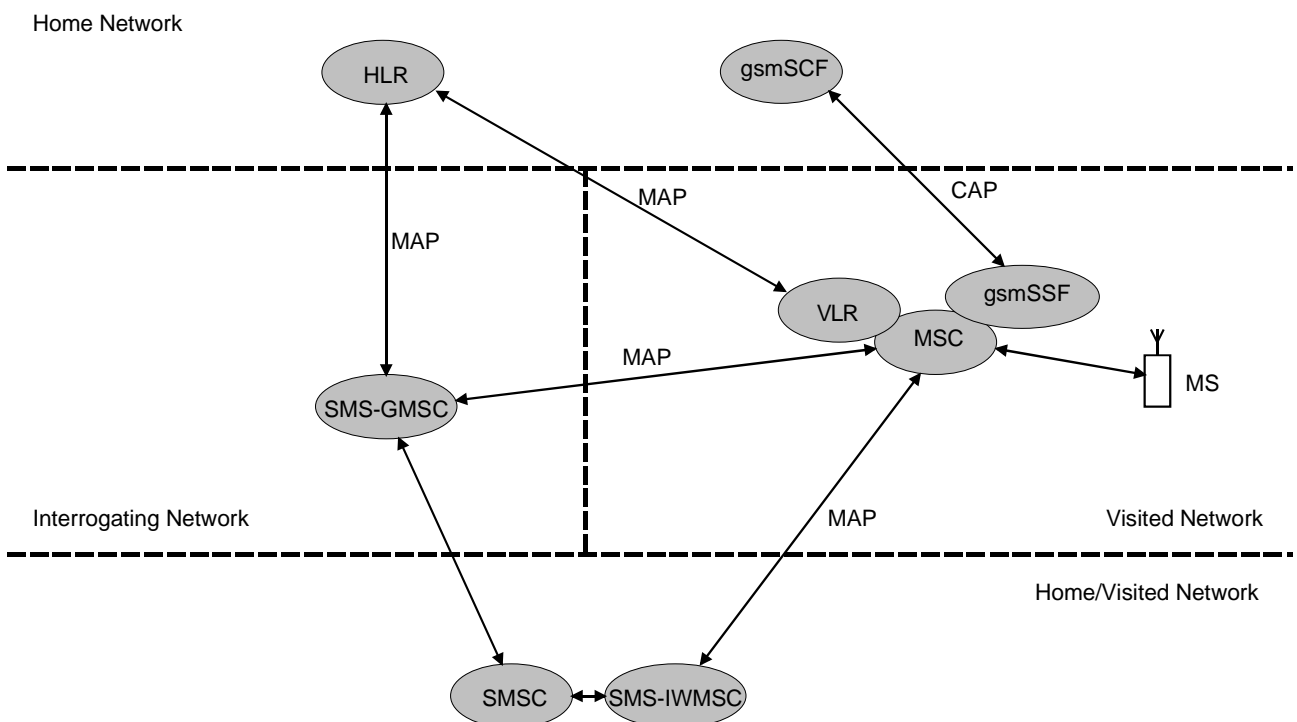 Home Network
HLR
gsmSCF
MAP
CAP
MAP
gsmSSF
VLR
MSC
MAP
MS
SMS-GMSC
Interrogating Network
MAP
Visited Network
Home/Visited Network
SMSC
SMS-IWMSC